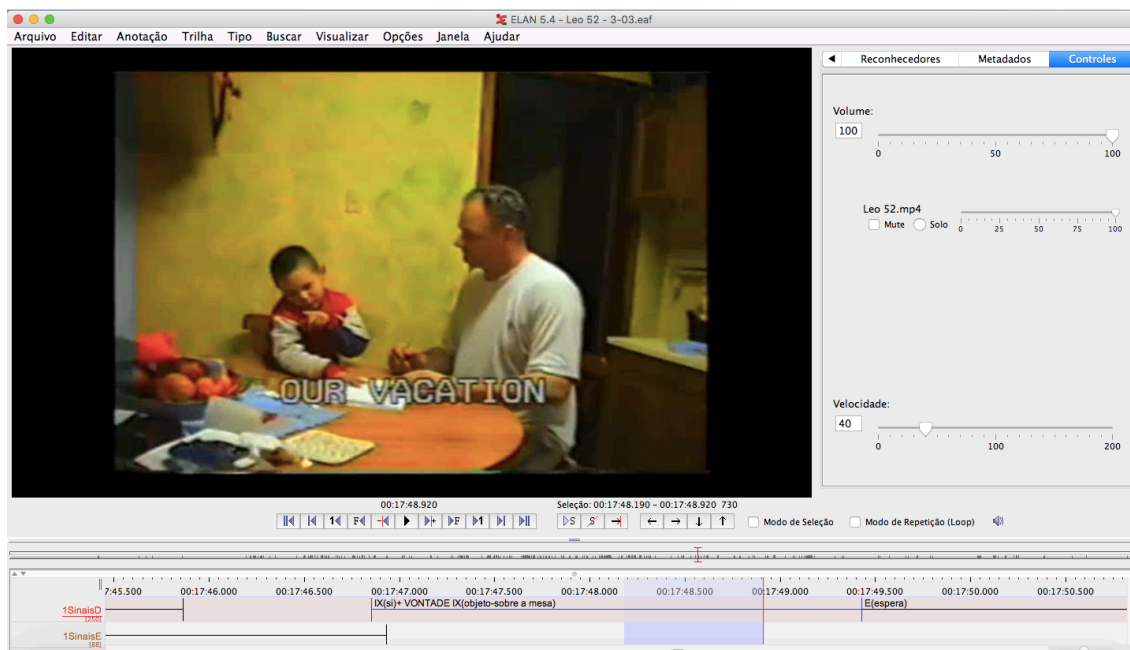 ELAN 5.4 - Leo 52 - 3-03.eaf
Arquivo Editar Anotação Trilha Tipo Buscar Visualizar Opções Janela Ajudar
Reconhecedores Metadados Controles
Volume:
100
0 50 100
Leo 52.mp4
Mute Solo 0 25 50 75 100
OUR VACATION
Velocidade:
40
0 100 200
00:17:48.920 Seleção: 00:17:48.190 - 00:17:48.920 730
1 F F 1 S S Modo de Seleção Modo de Repetição (Loop)
7:45.500 00:17:46.000 00:17:46.500 00:17:47.000 00:17:47.500 00:17:48.000 00:17:48.500 00:17:49.000 00:17:49.500 00:17:50.000 00:17:50.500
1SinaisD IX(si)+ VONTADE IX(objeto-sobre a mesa) E(espera)
[250]
1SinaisE
[88]